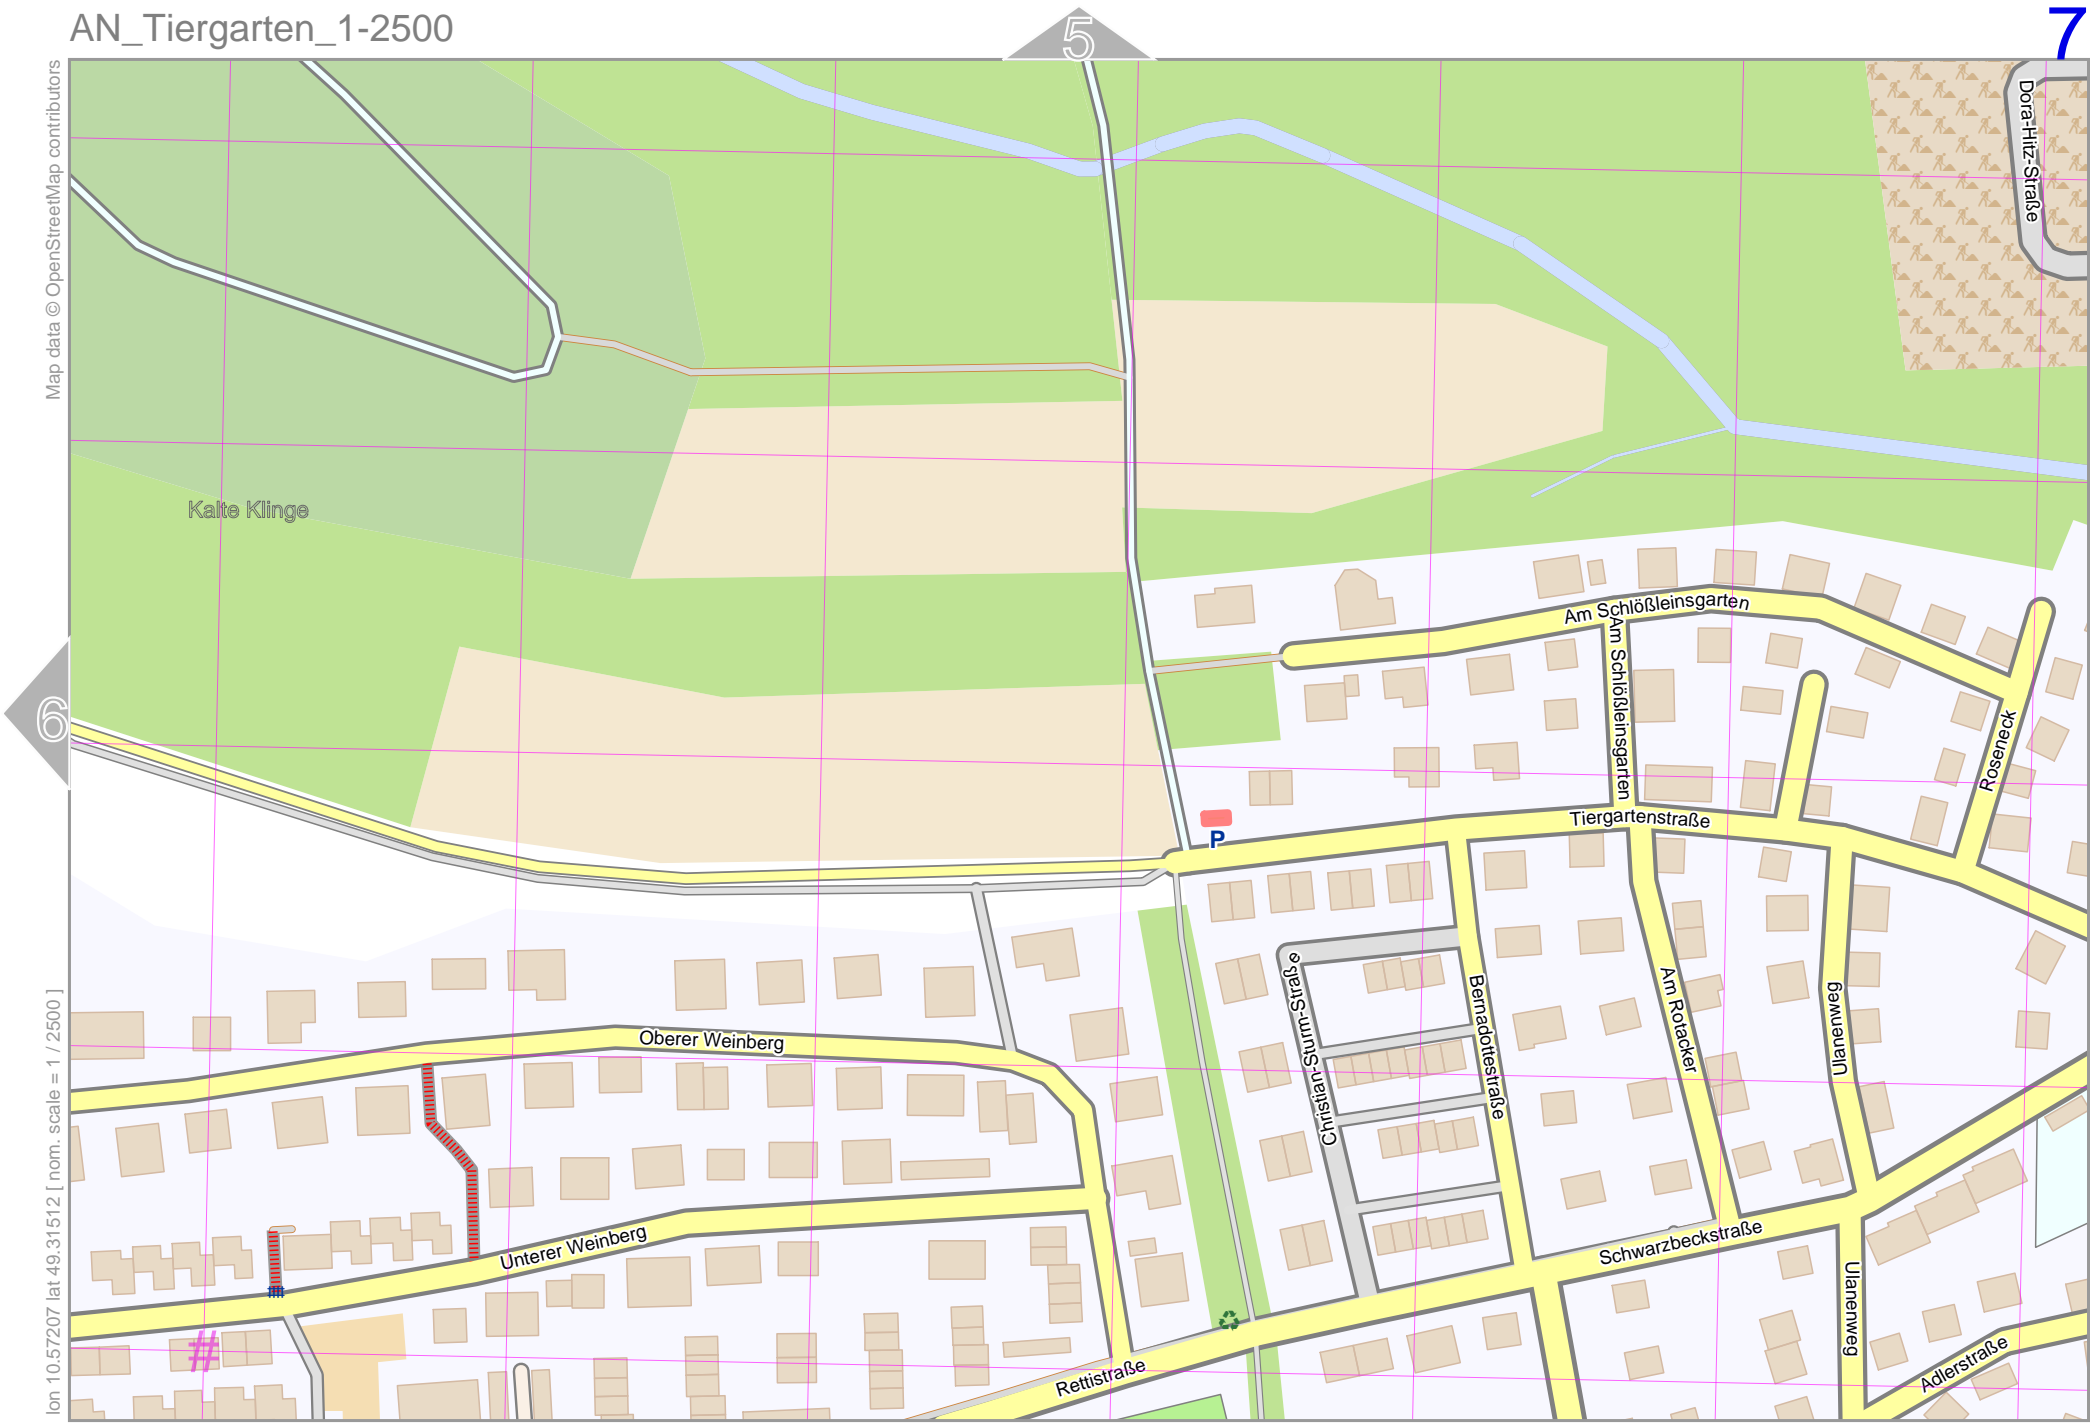 AN_Tiergarten_1-2500
5
7
Map data © OpenStreetMap contributors
Dora-Hitz-Straße
Kalte Klinge
Am Schlößleinsgarten
Am Schlößleinsgarten
6
Roseneck
Tiergartenstraße
P
Christian-Sturm-Straße
Bernadottestraße
Am Rotacker
Ulanenweg
Oberer Weinberg
lon 10.57207 lat 49.31512 [ nom. scale = 1 / 2500 ]
Unterer Weinberg
Schwarzbeckstraße
Ulanenweg
#
Rettistraße
Adlerstraße